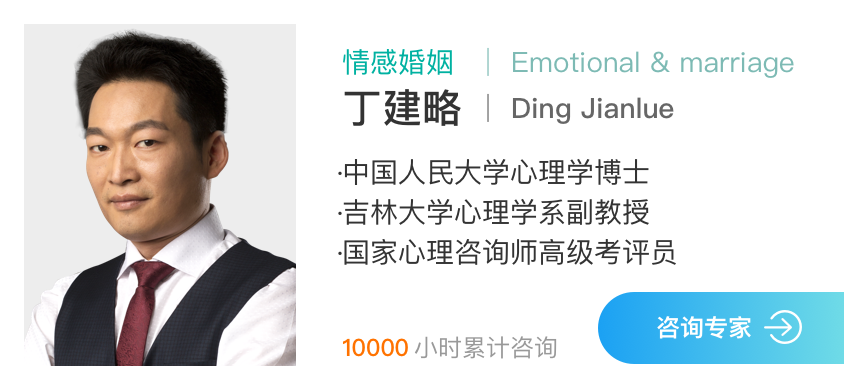 情感婚姻 | Emotional & marriage
丁建略 | Ding Jianlue
·中国人民大学心理学博士
·吉林大学心理学系副教授
·国家心理咨询师高级考评员
咨询专家
10000 小时累计咨询